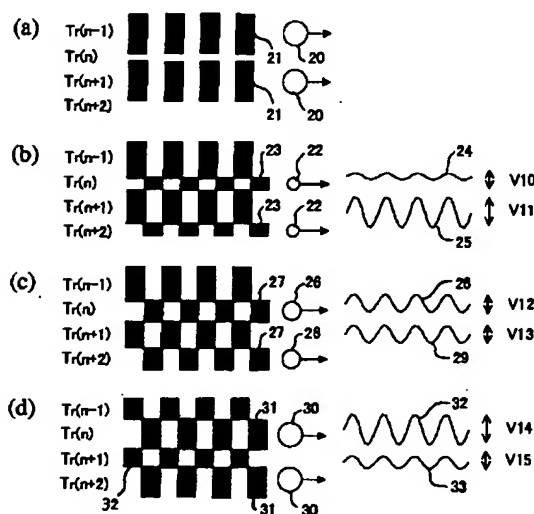 (a)
Tr(n-1)
Tr(n)
Tr(n+1)
Tr(n+2)
21
20
21
20
(b)
Tr(n-1)
Tr(n)
Tr(n+1)
Tr(n+2)
23
22
24
V10
23
22
V11
25
(c)
Tr(n-1)
Tr(n)
Tr(n+1)
Tr(n+2)
27
26
28
V12
27
28
V13
29
(d)
Tr(n-1)
Tr(n)
Tr(n+1)
Tr(n+2)
31
30
32
V14
V15
32
31
30
33